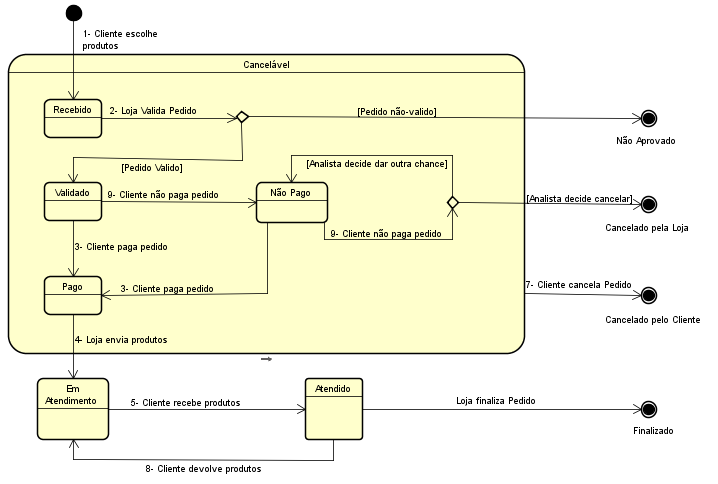 1- Cliente escolhe
produtos
Cancelável
Recebido
2- Loja Valida Pedido
[Pedido não-valido]
Não Aprovado
[Pedido Valido]
[Analista decide dar outra chance]
Validado
9- Cliente não paga pedido
Não Pago
[Analista decide cancelar]
Cancelado pela Loja
9- Cliente não paga pedido
3- Cliente paga pedido
Pago
3- Cliente paga pedido
7- Cliente cancela Pedido
Cancelado pelo Cliente
4- Loja envia produtos
Em
Atendimento
5- Cliente recebe produtos
Atendido
Loja finaliza Pedido
Finalizado
8- Cliente devolve produtos